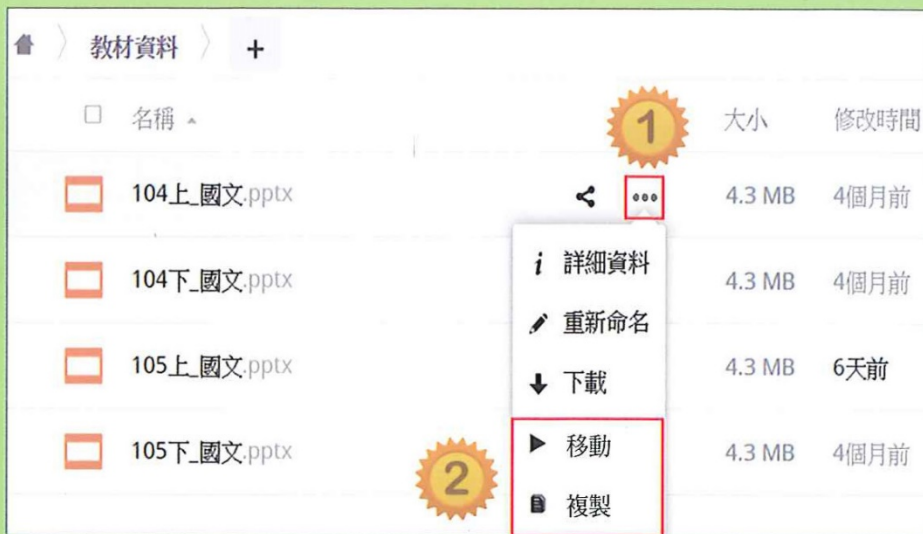 教材資料 +
名稱 大小 修改時間
1
104上_國文.pptx 4.3 MB 4個月前
i 詳細資料
104下_國文.pptx 4.3 MB 4個月前
重新命名
105上_國文.pptx 4.3 MB 6天前
下載
移動
105下_國文.pptx 4.3 MB 4個月前
2
複製